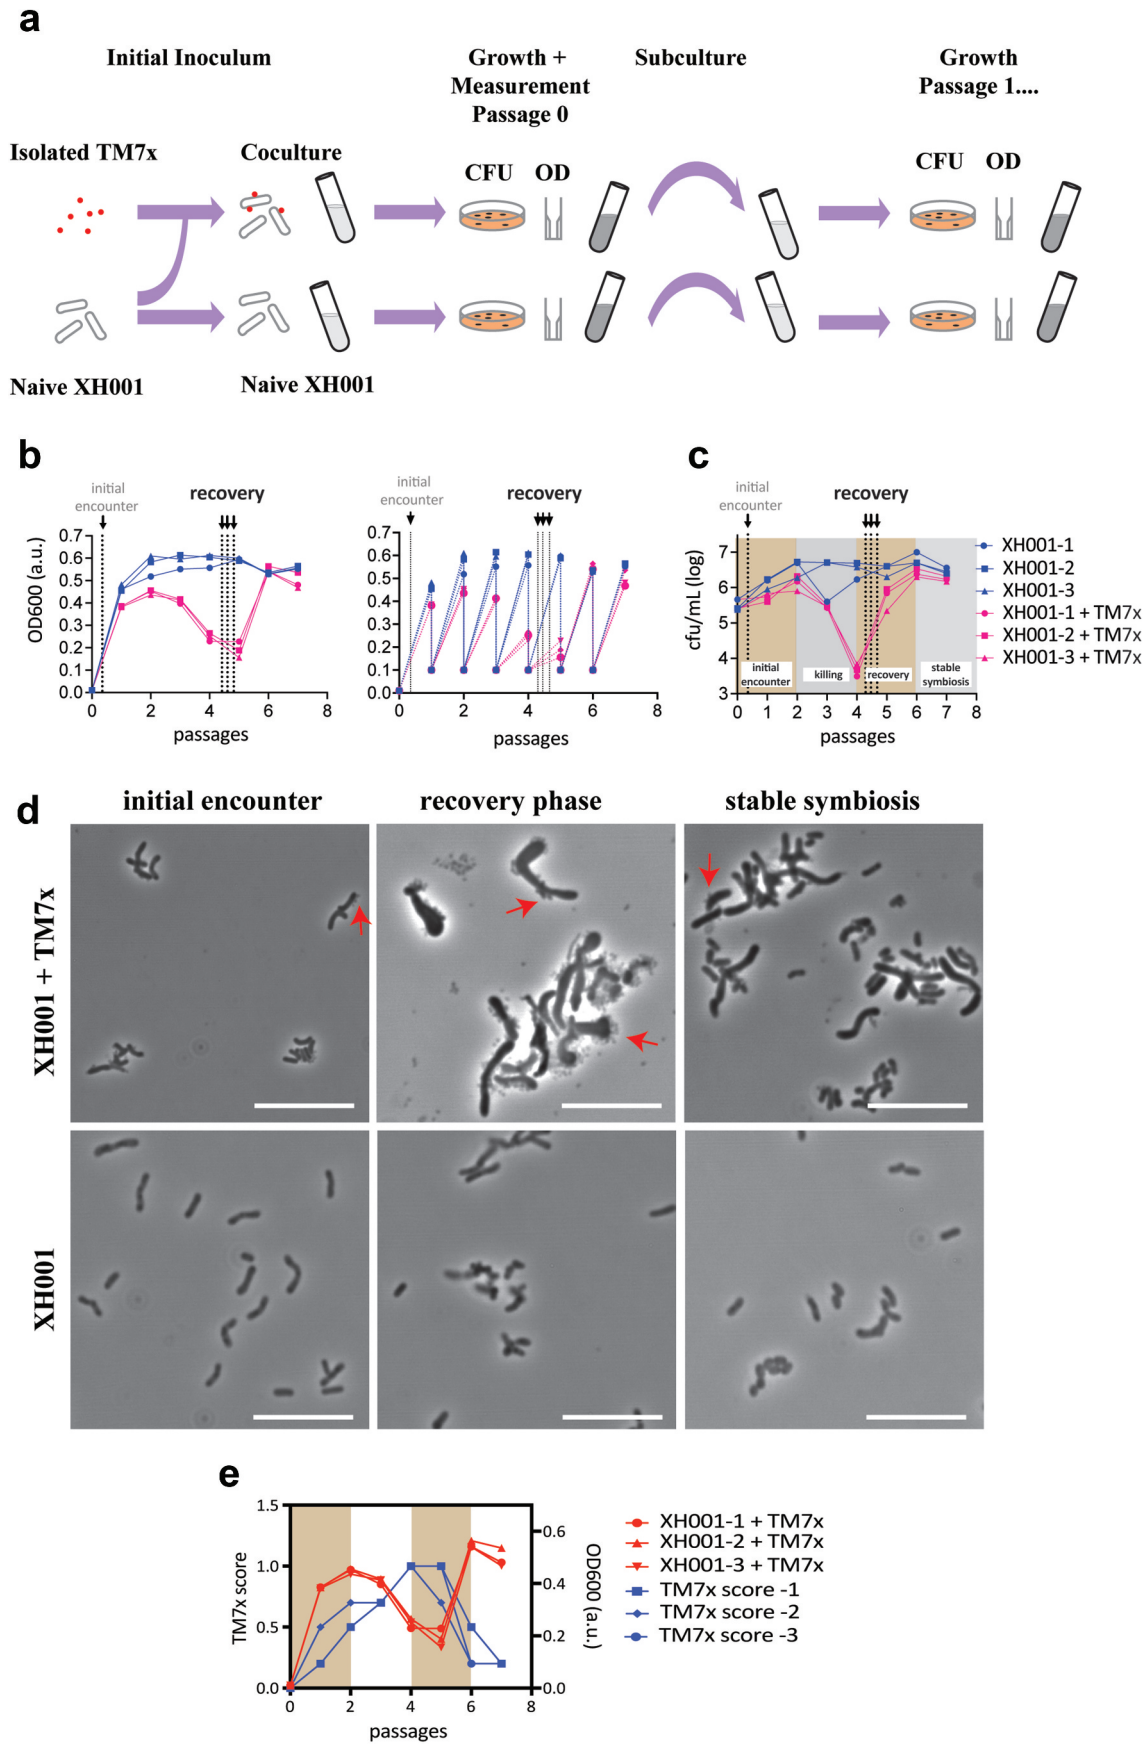 a
Initial Inoculum
Growth +
Measurement
Passage 0
Subculture
Growth
Passage 1....
Isolated TM7x
Coculture
CFU OD
CFU OD
Naive XH001
Naive XH001
b
initial
encounter
recovery
OD600 (a.u.)
0.7
0.6
0.5
0.4
0.3
0.2
0.1
0.0
0 2 4 6 8
passages
initial
encounter
recovery
0.7
0.6
0.5
0.4
0.3
0.2
0.1
0.0
0 2 4 6 8
passages
c
initial
encounter
recovery
cfu/mL (log)
7
6
5
4
3
initial
encounter
killing
recovery
stable
symbiosis
0 1 2 3 4 5 6 7 8
passages
XH001-1
XH001-2
XH001-3
XH001-1 + TM7x
XH001-2 + TM7x
XH001-3 + TM7x
d
initial encounter
recovery phase
stable symbiosis
XH001 + TM7x
XH001
e
TM7x score
1.5
1.0
0.5
0.0
0 2 4 6 8
passages
0.6
0.4
0.2
0.0
OD600 (a.u.)
XH001-1 + TM7x
XH001-2 + TM7x
XH001-3 + TM7x
TM7x score -1
TM7x score -2
TM7x score -3